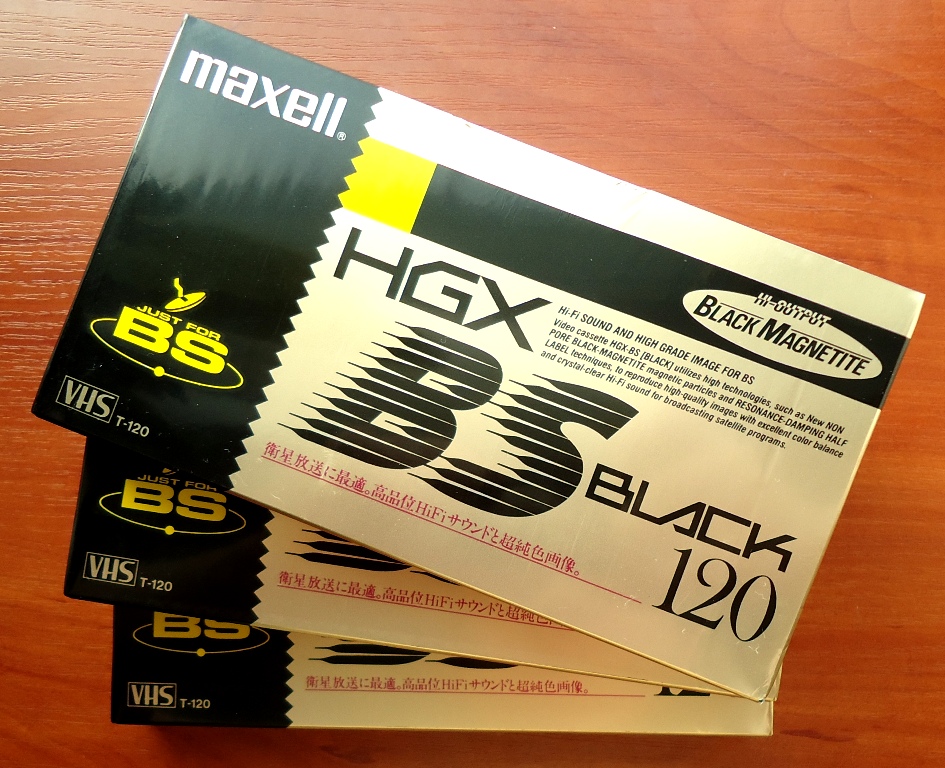 maxell®
HI-OUTPUT
BLACK MAGNETITE
HGX
Hi-Fi SOUND AND HIGH GRADE IMAGE FOR BS
Video cassette HGX-BS [BLACK] utilizes high technologies, such as New NON
PORE BLACK-MAGNETITE magnetic particles and RESONANCE-DAMPING HALF
LABEL techniques, to reproduce high-quality images with excellent color balance
and crystal-clear Hi-Fi sound for broadcasting satellite programs.
BS
BLACK
120
衛星放送に最適。高品位HiFiサウンドと超純色画像。
JUST FOR
BS
VHS T-120
JUST FOR
BS
VHS T-120
衛星放送に最適。高品位HiFiサウンドと超純色
BS
VHS T-120
衛星放送に最適。高品位HiFiサウンドと超純色画像。